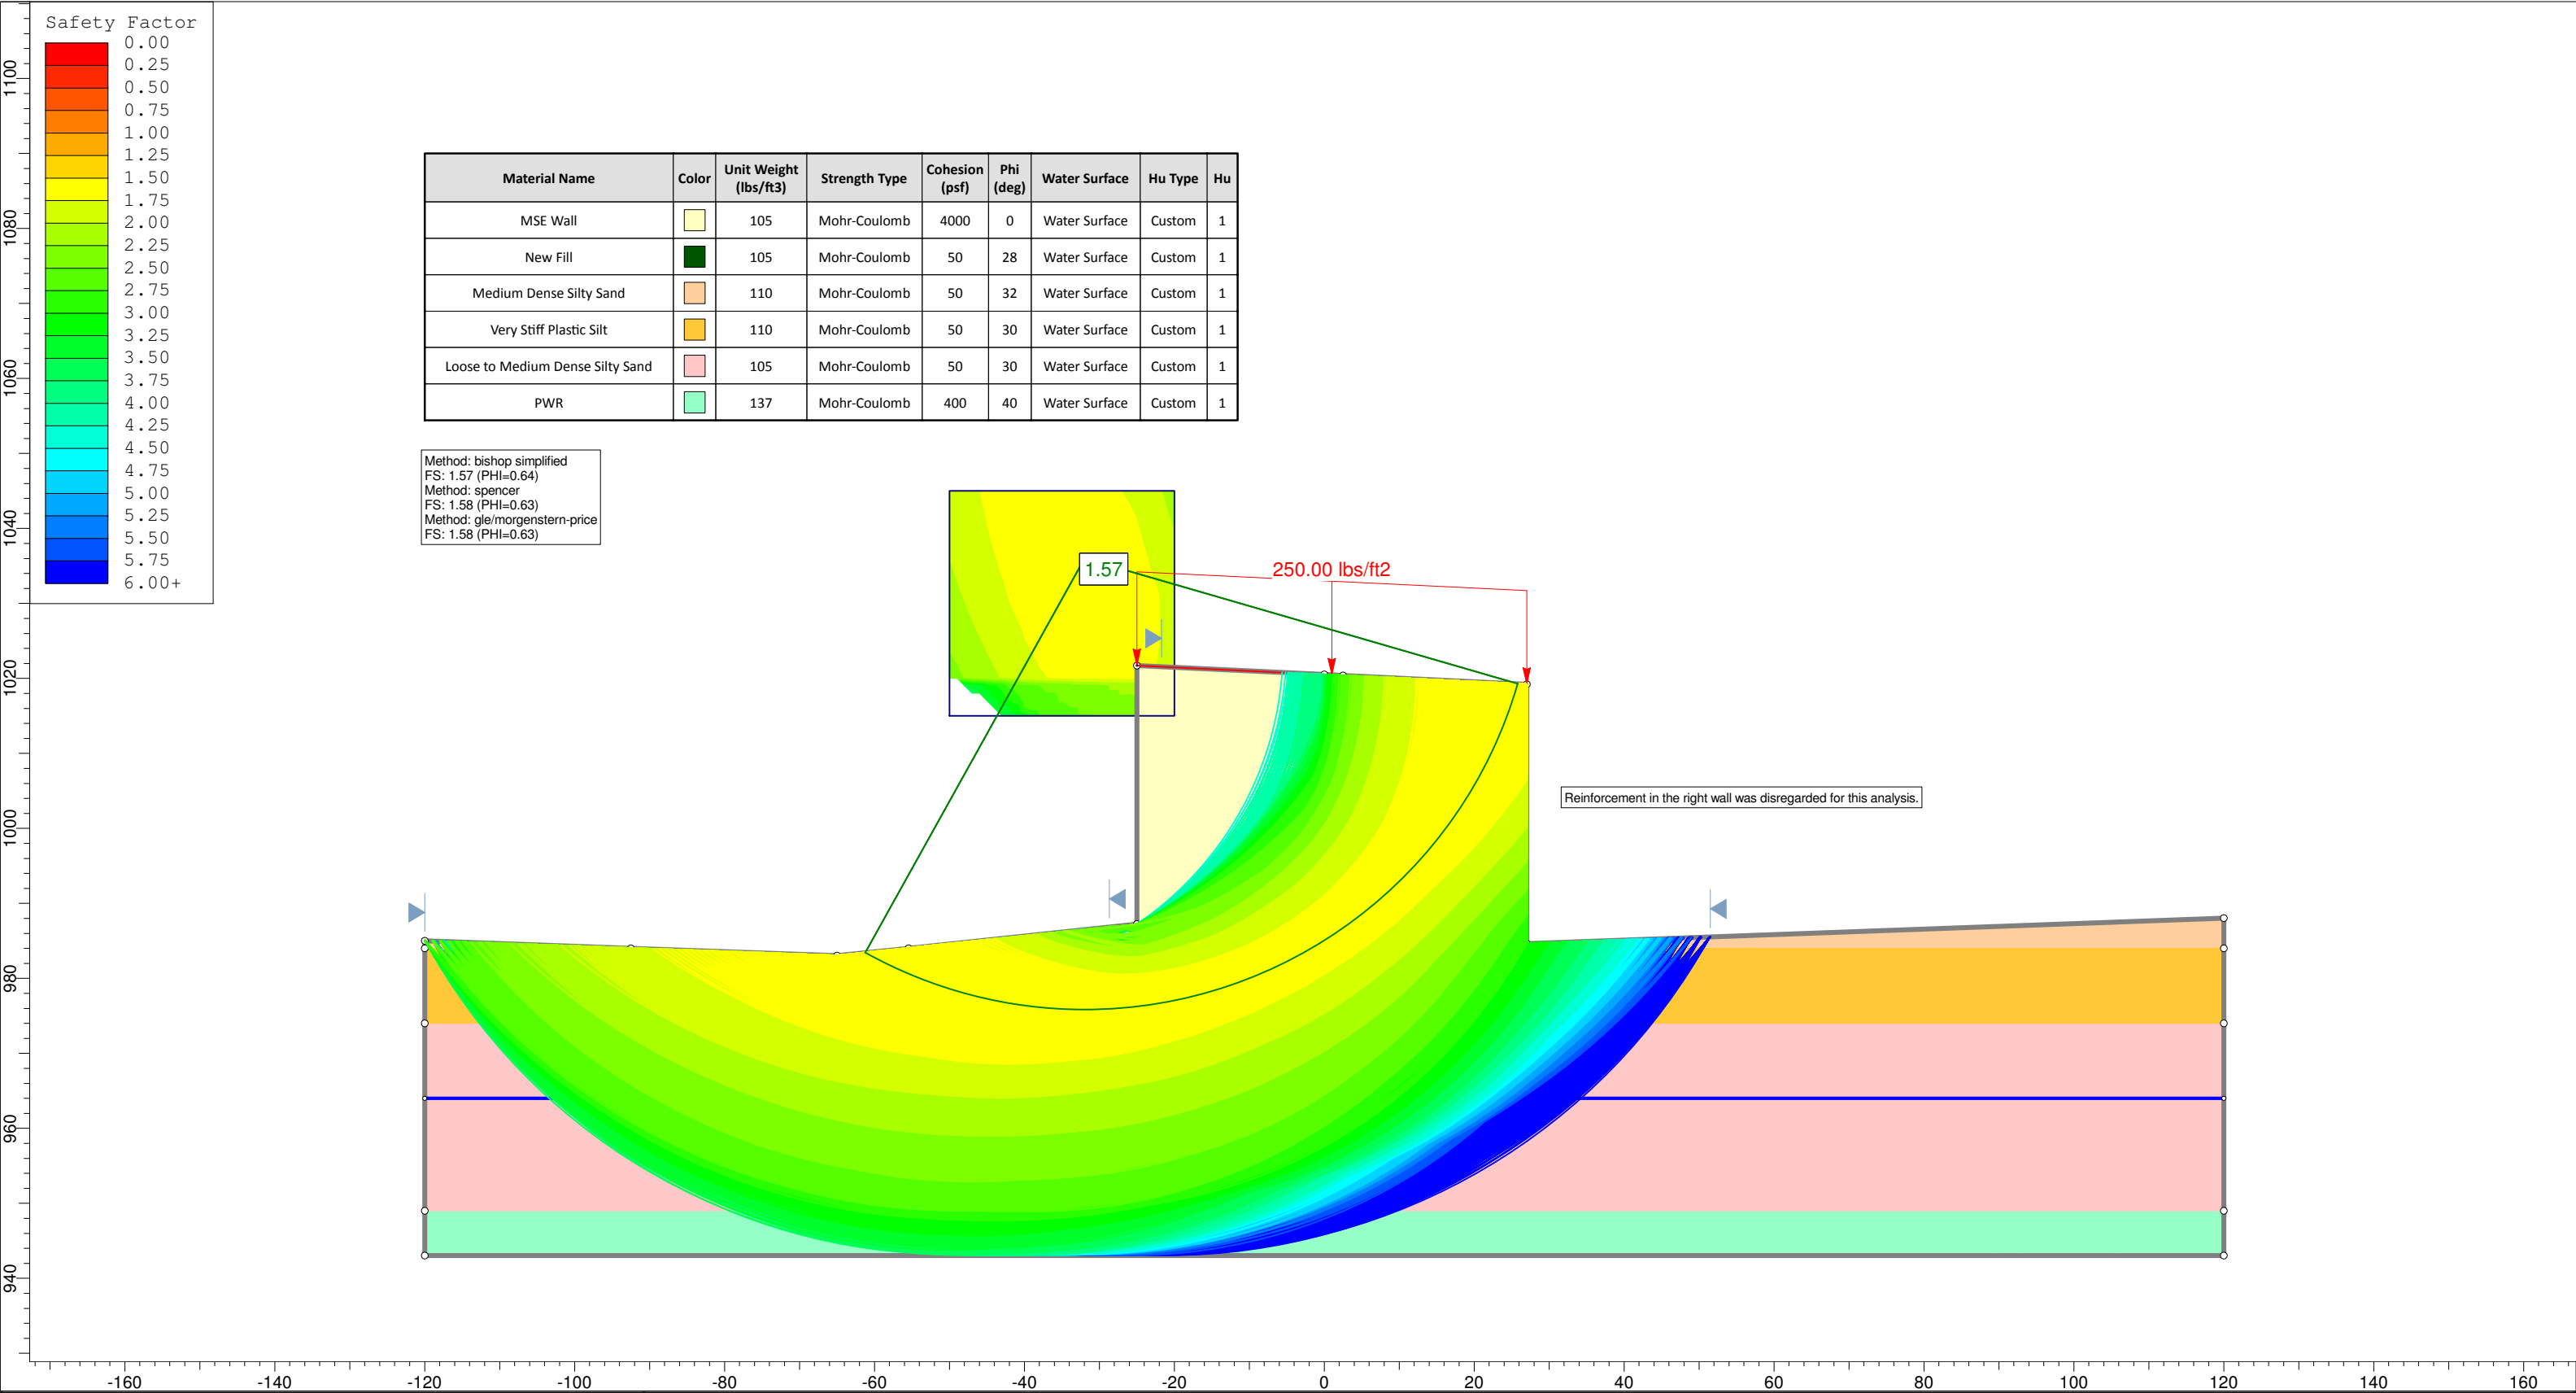 Safety Factor
0.00
0.25
0.50
0.75
1.00
1.25
1.50
1.75
2.00
2.25
2.50
2.75
3.00
3.25
3.50
3.75
4.00
4.25
4.50
4.75
5.00
5.25
5.50
5.75
6.00+
Material Name Color Unit Weight (lbs/ft3) Strength Type Cohesion (psf) Phi (deg) Water Surface Hu Type Hu
MSE Wall 105 Mohr-Coulomb 4000 0 Water Surface Custom 1
New Fill 105 Mohr-Coulomb 50 28 Water Surface Custom 1
Medium Dense Silty Sand 110 Mohr-Coulomb 50 32 Water Surface Custom 1
Very Stiff Plastic Silt 110 Mohr-Coulomb 50 30 Water Surface Custom 1
Loose to Medium Dense Silty Sand 105 Mohr-Coulomb 50 30 Water Surface Custom 1
PWR 137 Mohr-Coulomb 400 40 Water Surface Custom 1
Method: bishop simplified
FS: 1.57 (PHI=0.64)
Method: spencer
FS: 1.58 (PHI=0.63)
Method: gle/morgenstern-price
FS: 1.58 (PHI=0.63)
1.57
250.00 lbs/ft2
Reinforcement in the right wall was disregarded for this analysis.
1100
1080
1060
1040
1020
1000
980
960
940
-160 -140 -120 -100 -80 -60 -40 -20 0 20 40 60 80 100 120 140 160